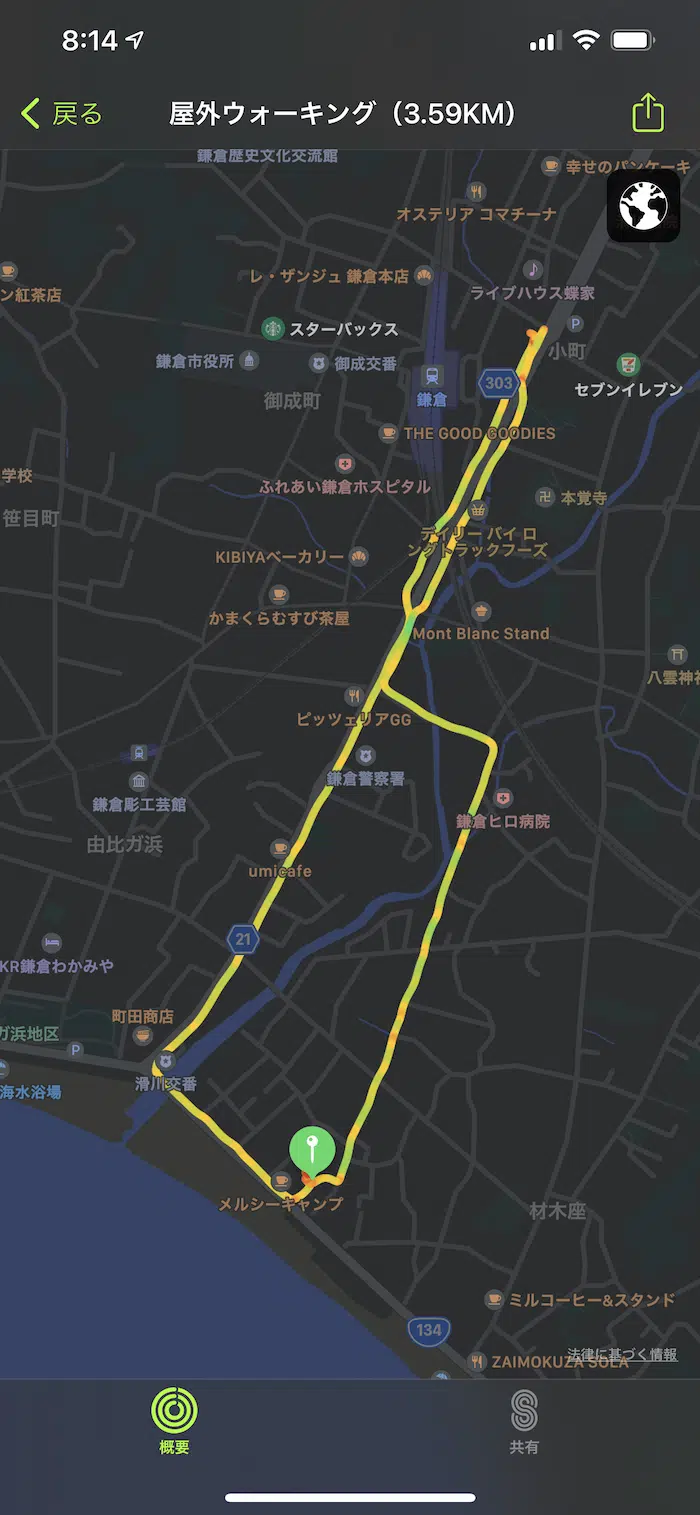 8:14
戻る
屋外ウォーキング（3.59KM）
鎌倉歴史文化交流館
幸せのパンケーキ
オステリア コマチーナ
レ・ザンジュ 鎌倉本店
ライブハウス蝶家
ン紅茶店
スターバックス
P
小町
鎌倉市役所
御成交番
303
セブンイレブン
御成町
鎌倉
THE GOOD GOODIES
学校
ふれあい鎌倉ホスピタル
卍
本覚寺
笹目町
デイリー バイ ロ
ングトラックフーズ
KIBIYAベーカリー
かまくらむすび茶屋
Mont Blanc Stand
八雲神社
ピッツェリアGG
鎌倉警察署
鎌倉彫工芸館
鎌倉ヒロ病院
由比ガ浜
umicafe
21
KR鎌倉わかみや
町田商店
ガ浜地区
P
滑川交番
海水浴場
メルシーキャンプ
材木座
ミルコーヒー&スタンド
134
ZAIMOKUZA SOLA
法律に基づく情報
概要
共有